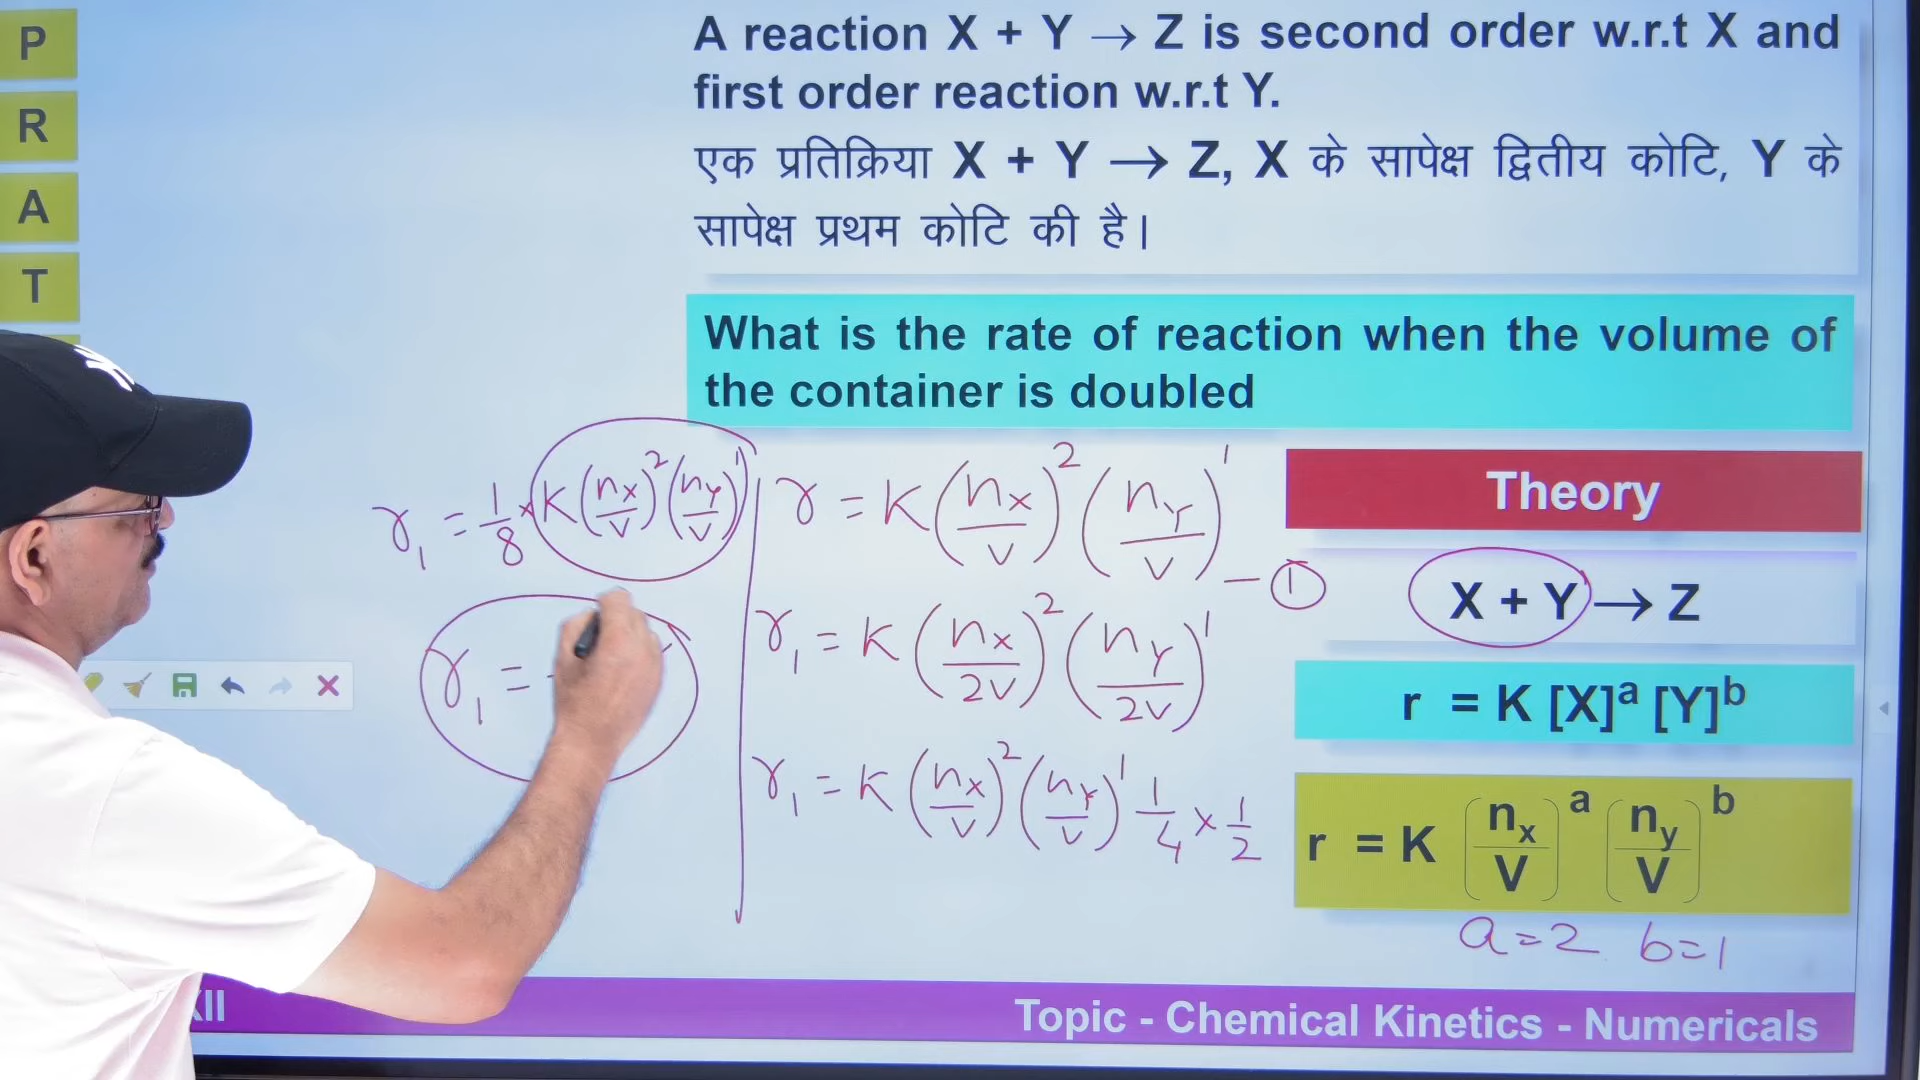 P
R
A
T
A reaction X + Y → Z is second order w.r.t X and
first order reaction w.r.t Y.
एक प्रतिक्रिया X + Y → Z, X के सापेक्ष द्वितीय कोटि, Y के
सापेक्ष प्रथम कोटि की है।
What is the rate of reaction when the volume of
the container is doubled
r₁ = 1/8 × K (nx/v)² (ny/v)¹
r₁ =
r = K (nx/v)² (ny/v)¹ — ①
r₁ = K (nx/2v)² (ny/2v)¹
r₁ = K (nx/v)² (ny/v)¹ 1/4 × 1/2
Theory
X + Y → Z
r = K [X]ᵃ [Y]ᵇ
r = K (nx/V)ᵃ (ny/V)ᵇ
a = 2 b = 1
XII
Topic - Chemical Kinetics - Numericals